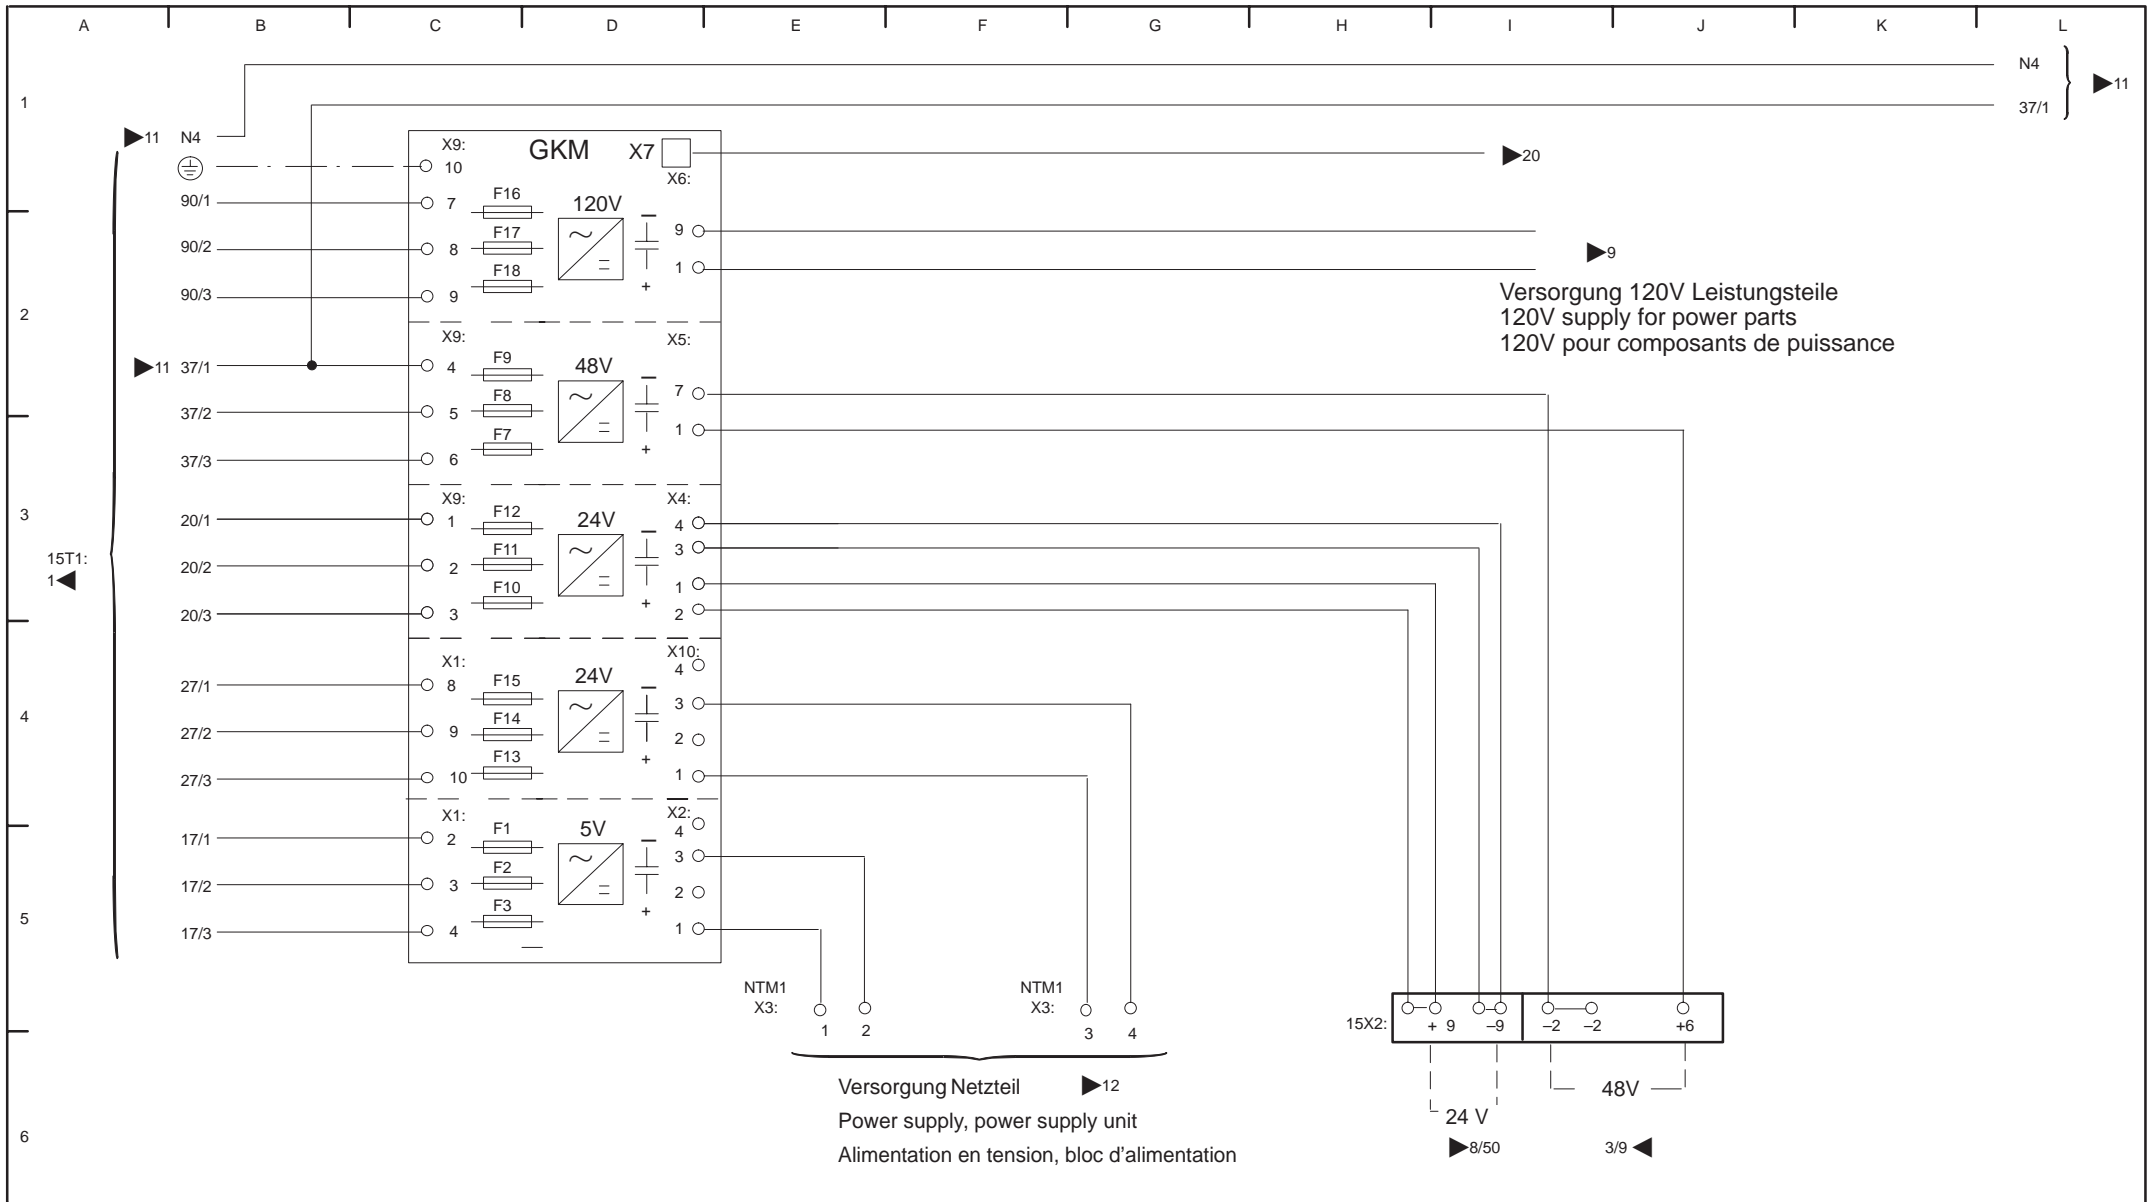 A B C D E F G H I J K L
1
2
3
4
5
6
N4
37/1
11
11 N4
90/1
90/2
90/3
11 37/1
37/2
37/3
20/1
20/2
20/3
27/1
27/2
27/3
17/1
17/2
17/3
15T1:
1
GKM X7
X9:
10
7
8
9
F16
F17
F18
120V
+
X6:
9
1
X9:
4
5
6
F9
F8
F7
48V
+
X5:
7
1
X9:
1
2
3
F12
F11
F10
24V
+
X4:
4
3
1
2
X1:
8
9
10
F15
F14
F13
24V
+
X10:
4
3
2
1
X1:
2
3
4
F1
F2
F3
5V
+
X2:
4
3
2
1
20
9
Versorgung 120V Leistungsteile
120V supply for power parts
120V pour composants de puissance
NTM1
X3:
1 2
NTM1
X3:
3 4
Versorgung Netzteil 12
Power supply, power supply unit
Alimentation en tension, bloc d'alimentation
15X2: + 9 –9 –2 –2 +6
24 V
48V
8/50
3/9